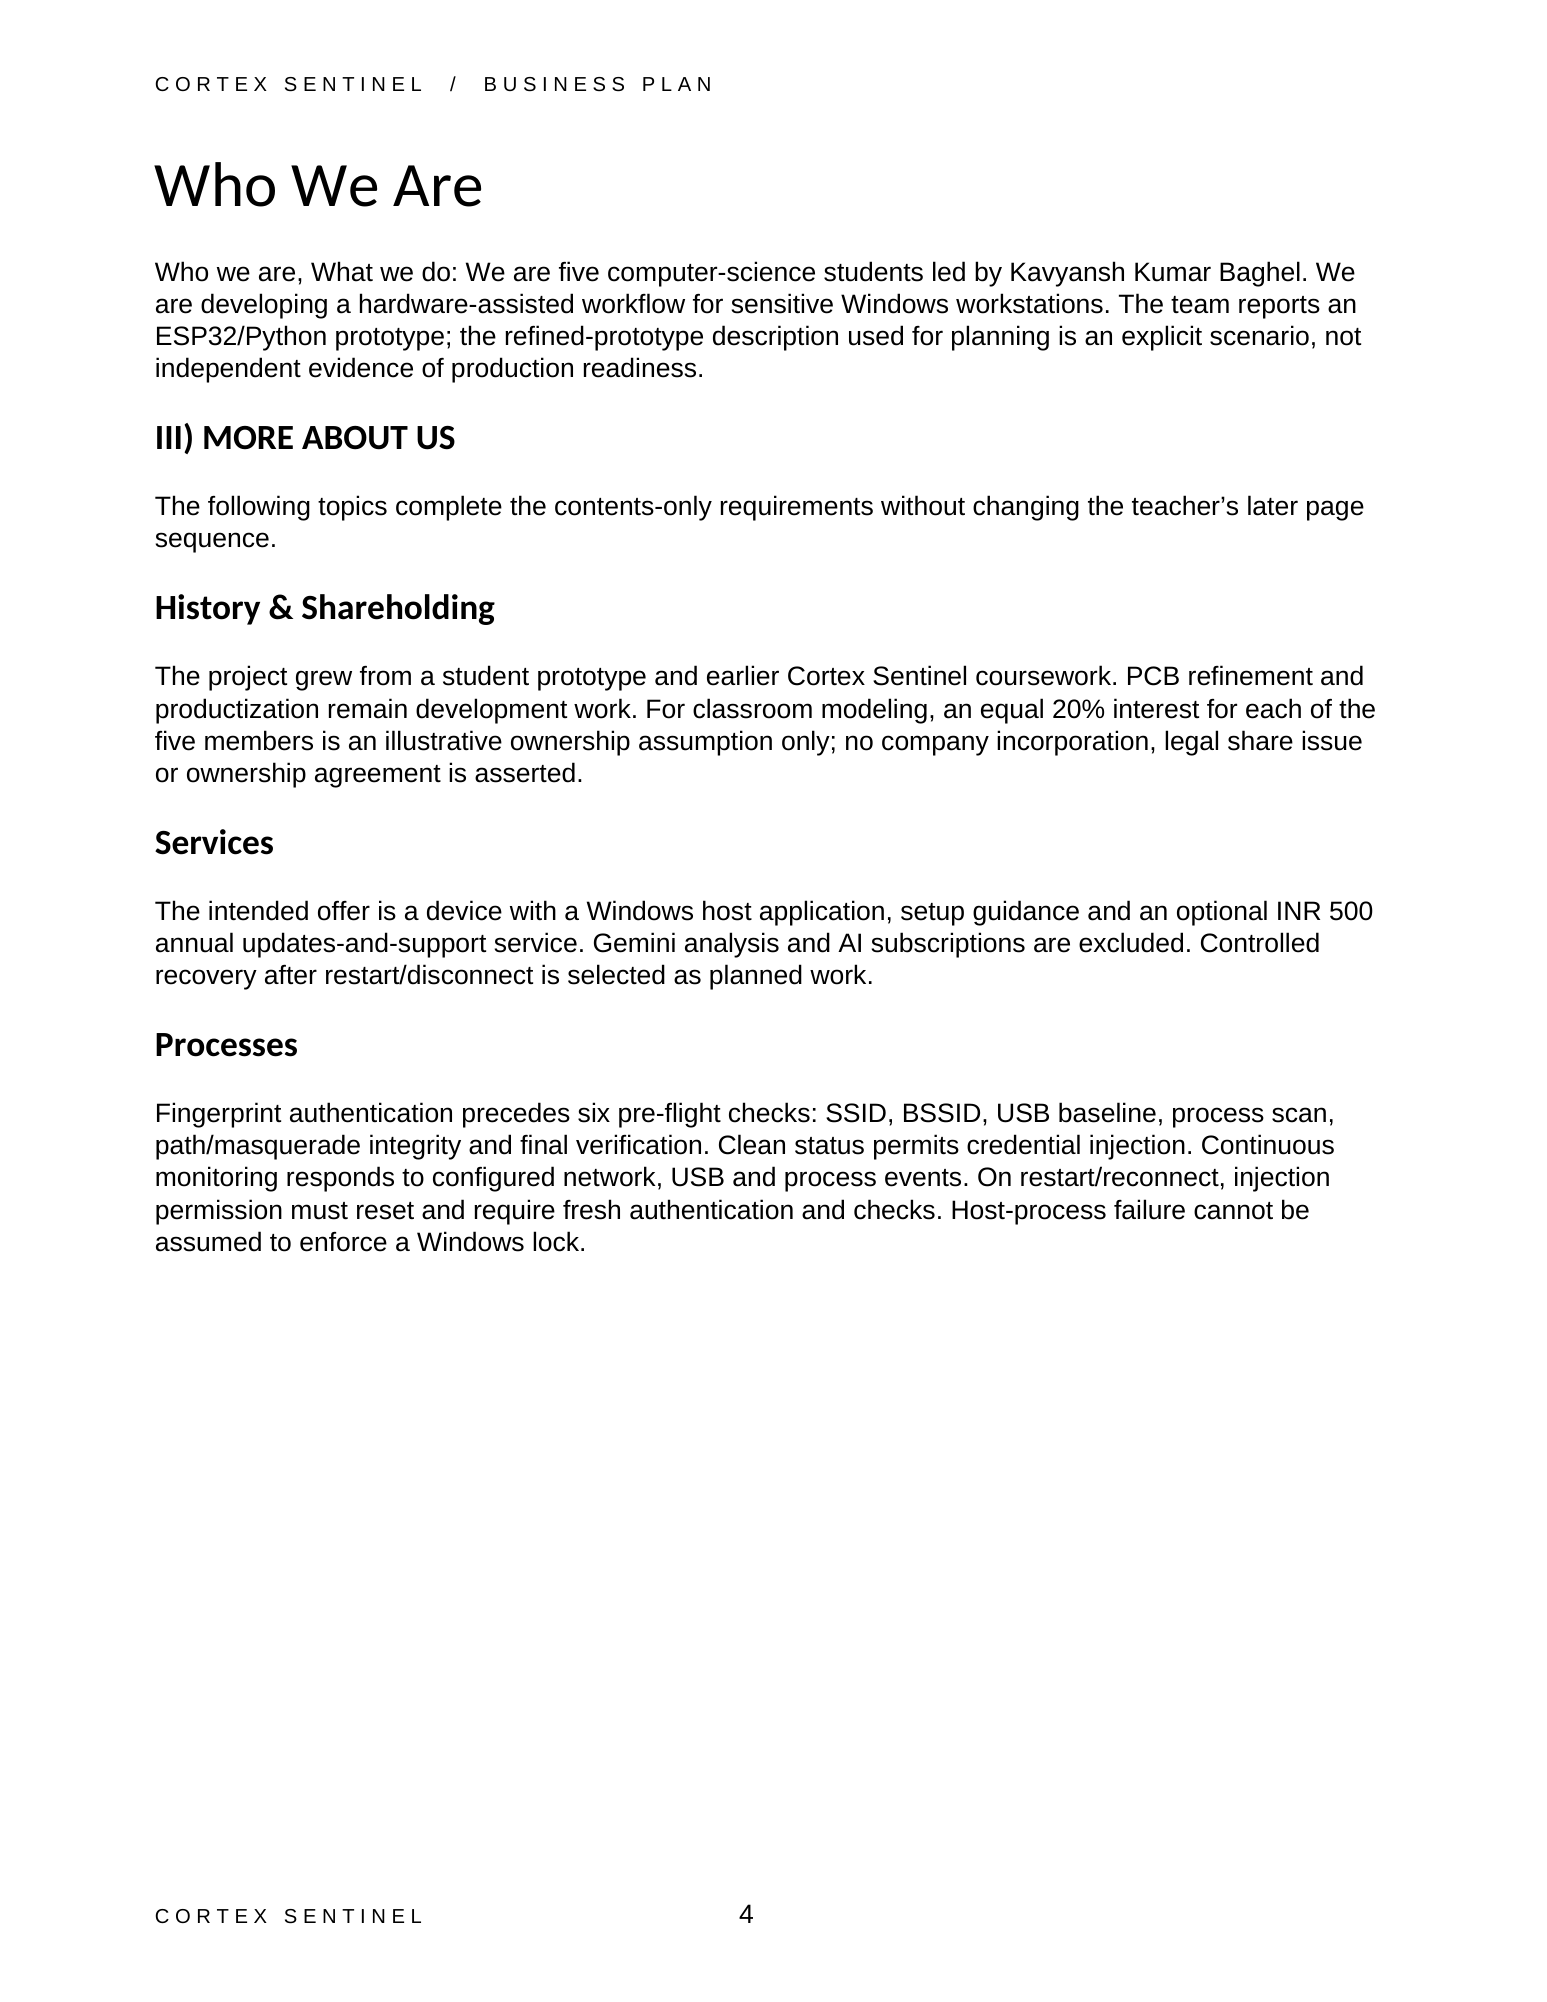 CORTEX SENTINEL / BUSINESS PLAN
Who We Are
Who we are, What we do: We are five computer-science students led by Kavyansh Kumar Baghel. We
are developing a hardware-assisted workflow for sensitive Windows workstations. The team reports an
ESP32/Python prototype; the refined-prototype description used for planning is an explicit scenario, not
independent evidence of production readiness.
III) MORE ABOUT US
The following topics complete the contents-only requirements without changing the teacher’s later page
sequence.
History & Shareholding
The project grew from a student prototype and earlier Cortex Sentinel coursework. PCB refinement and
productization remain development work. For classroom modeling, an equal 20% interest for each of the
five members is an illustrative ownership assumption only; no company incorporation, legal share issue
or ownership agreement is asserted.
Services
The intended offer is a device with a Windows host application, setup guidance and an optional INR 500
annual updates-and-support service. Gemini analysis and AI subscriptions are excluded. Controlled
recovery after restart/disconnect is selected as planned work.
Processes
Fingerprint authentication precedes six pre-flight checks: SSID, BSSID, USB baseline, process scan,
path/masquerade integrity and final verification. Clean status permits credential injection. Continuous
monitoring responds to configured network, USB and process events. On restart/reconnect, injection
permission must reset and require fresh authentication and checks. Host-process failure cannot be
assumed to enforce a Windows lock.
CORTEX SENTINEL 4